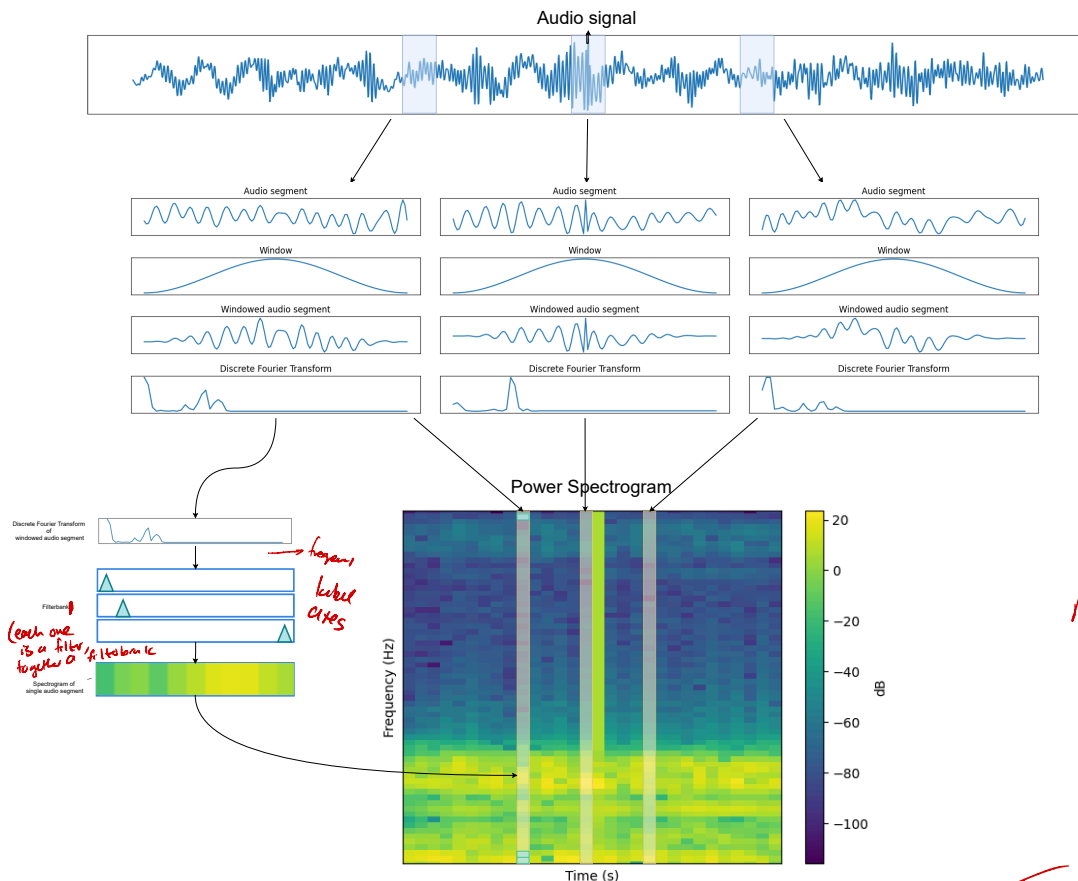 Audio signal
Audio segment
Audio segment
Audio segment
Window
Window
Window
Windowed audio segment
Windowed audio segment
Windowed audio segment
Discrete Fourier Transform
Discrete Fourier Transform
Discrete Fourier Transform
Power Spectrogram
Discrete Fourier Transform
of
windowed audio segment
label
axes
Filterbank
(each one
is a filter,
together a filterbank
Spectrogram of
single audio segment
Frequency (Hz)
Time (s)
20
0
−20
−40
−60
−80
−100
dB